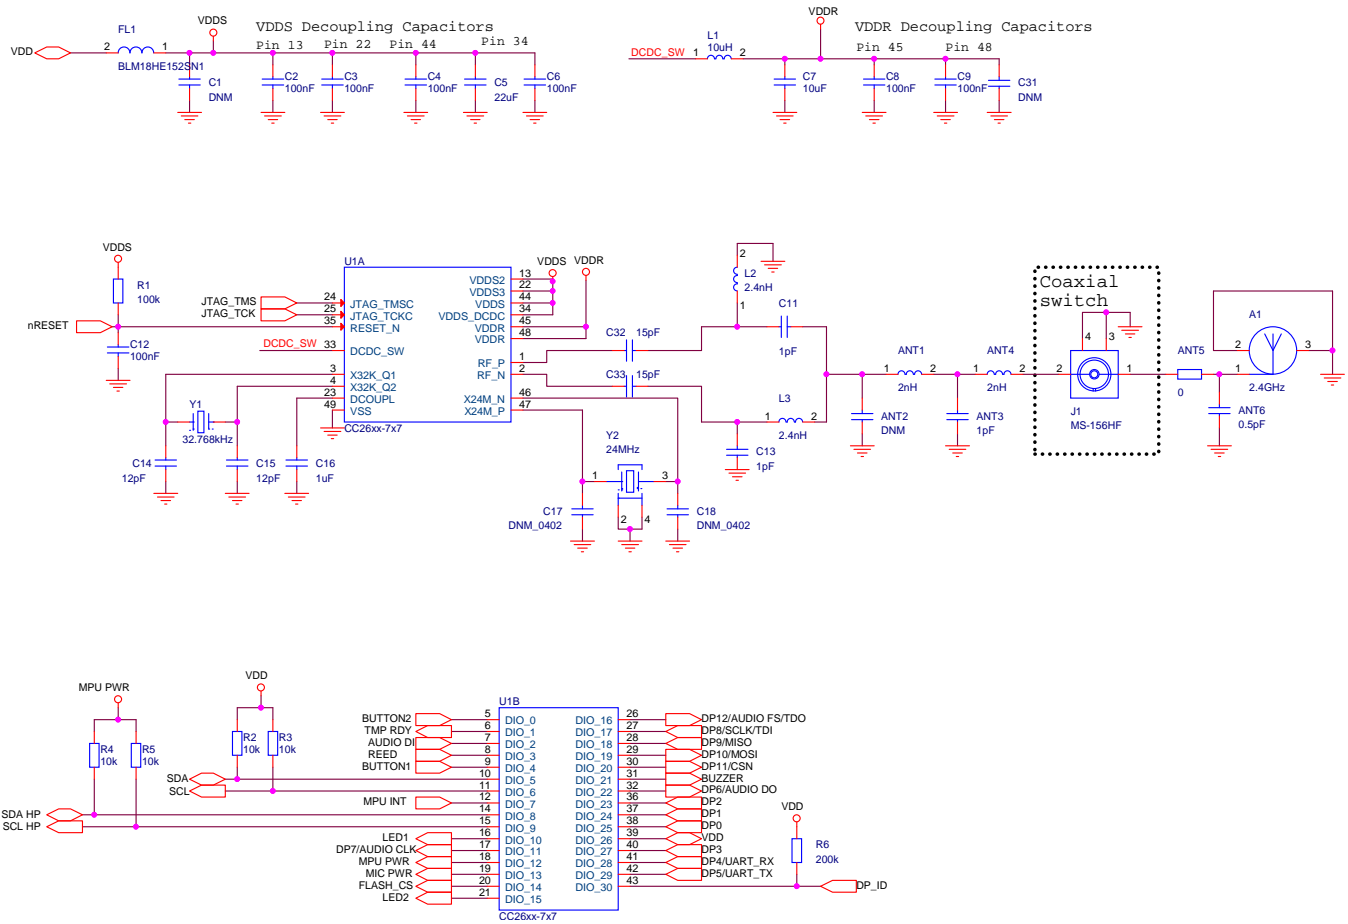 FL1
VDDS
VDDS Decoupling Capacitors
VDD
2
1
Pin 13
Pin 22
Pin 44
Pin 34
BLM18HE152SN1
C1
DNM
C2
100nF
C3
100nF
C4
100nF
C5
22uF
C6
100nF
VDDR
VDDR Decoupling Capacitors
DCDC_SW
1
L1
10uH
2
Pin 45
Pin 48
C7
10uF
C8
100nF
C9
100nF
C31
DNM
VDDS
R1
100k
nRESET
C12
100nF
JTAG_TMS
JTAG_TCK
DCDC_SW
U1A
24
JTAG_TMSC
25
JTAG_TCKC
35
RESET_N
33
DCDC_SW
3
X32K_Q1
4
X32K_Q2
23
DCOUPL
49
VSS
CC26xx-7x7
VDDS2
13
VDDS3
22
VDDS
44
VDDS_DCDC
34
VDDR
45
VDDR
48
RF_P
1
RF_N
2
X24M_N
46
X24M_P
47
VDDS
VDDR
Y1
32.768kHz
C14
12pF
C15
12pF
C16
1uF
C32
15pF
C33
15pF
2
L2
2.4nH
1
C11
1pF
L3
1
2
2.4nH
C13
1pF
Y2
24MHz
1
3
2
4
C17
DNM_0402
C18
DNM_0402
ANT1
1
2
2nH
ANT4
1
2
2nH
ANT2
DNM
ANT3
1pF
Coaxial
switch
4
3
2
1
J1
MS-156HF
ANT5
0
A1
2
3
1
2.4GHz
ANT6
0.5pF
MPU PWR
VDD
R4
10k
R5
10k
R2
10k
R3
10k
SDA
SCL
SDA HP
SCL HP
U1B
BUTTON2
5
DIO_0
TMP RDY
6
DIO_1
AUDIO DI
7
DIO_2
REED
8
DIO_3
BUTTON1
9
DIO_4
10
DIO_5
11
DIO_6
MPU INT
12
DIO_7
14
DIO_8
15
DIO_9
LED1
16
DIO_10
DP7/AUDIO CLK
17
DIO_11
MPU PWR
18
DIO_12
MIC PWR
19
DIO_13
FLASH_CS
20
DIO_14
LED2
21
DIO_15
CC26xx-7x7
DIO_16
26
DP12/AUDIO FS/TDO
DIO_17
27
DP8/SCLK/TDI
DIO_18
28
DP9/MISO
DIO_19
29
DP10/MOSI
DIO_20
30
DP11/CSN
DIO_21
31
BUZZER
DIO_22
32
DP6/AUDIO DO
DIO_23
36
DP2
DIO_24
37
DP1
DIO_25
38
DP0
DIO_26
39
VDD
DIO_27
40
DP3
DIO_28
41
DP4/UART_RX
DIO_29
42
DP5/UART_TX
DIO_30
43
DP_ID
VDD
R6
200k